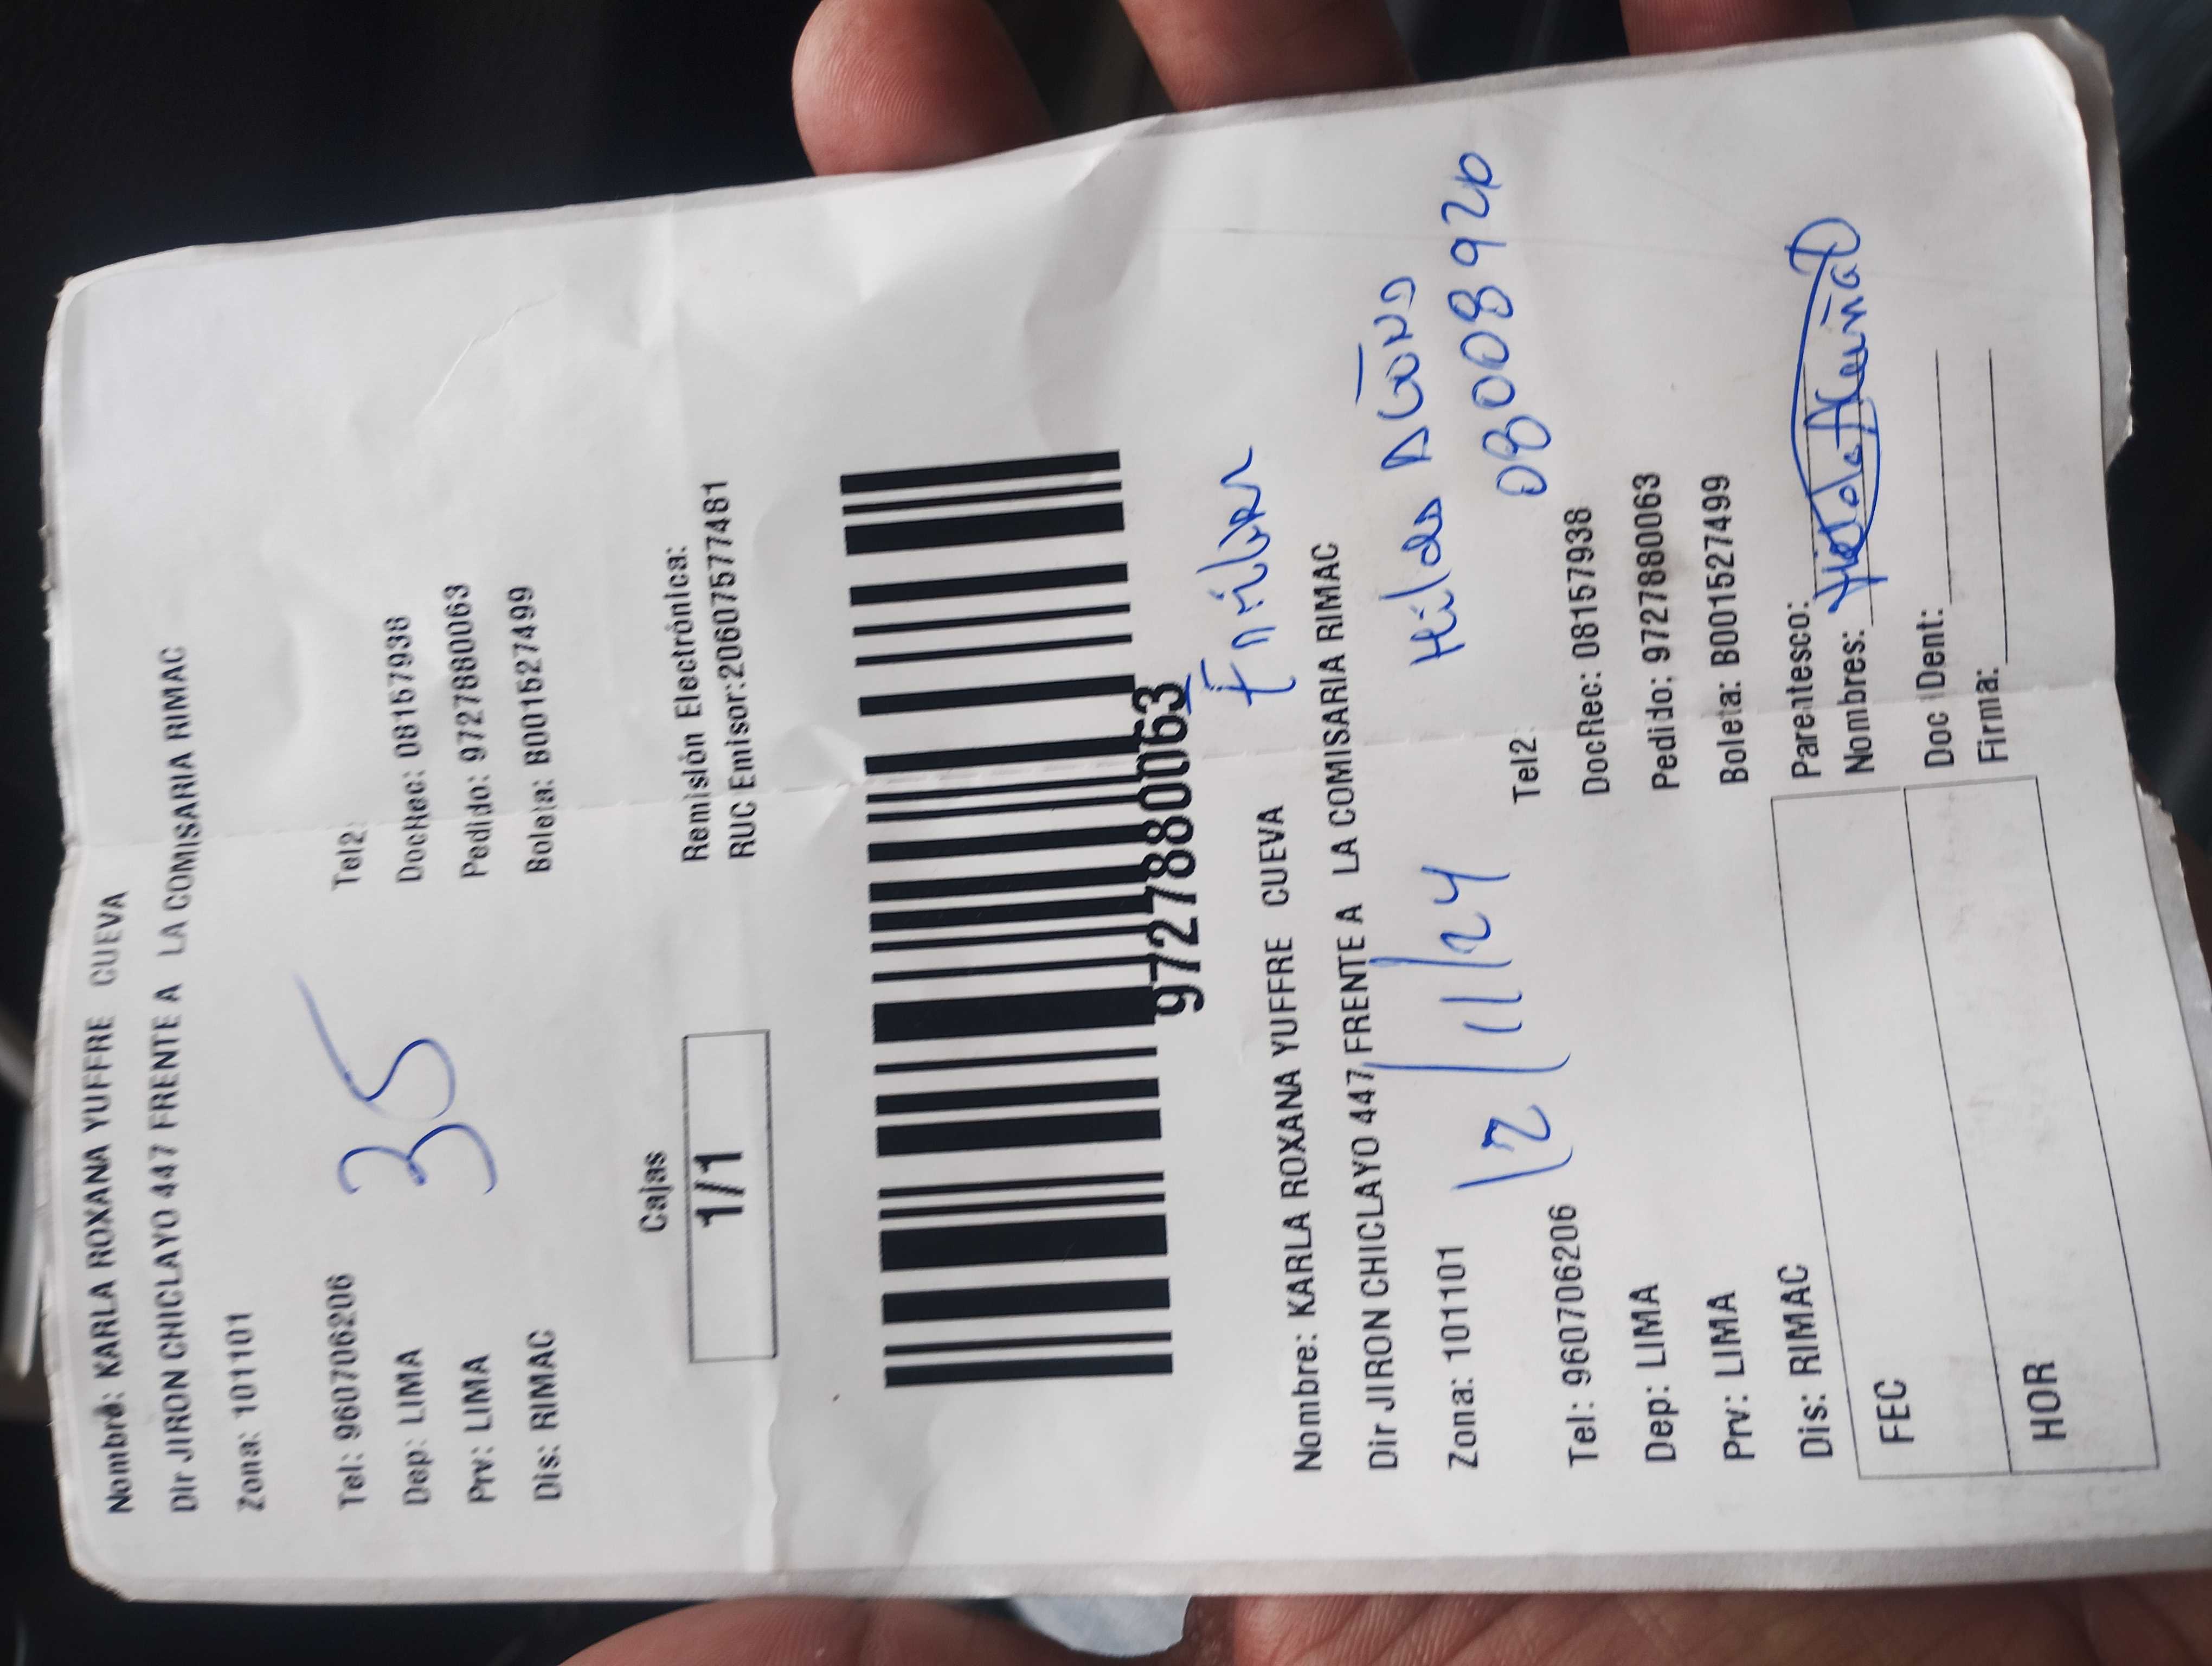 Nombre: KARLA ROXANA YUFFRE CUEVA
Dir JIRON CHICLAYO 447 FRENTE A LA COMISARIA RIMAC
Zona: 101101
Tel: 960706206 Tel2:
35
Dep: LIMA DocRec: 08157938
Prv: LIMA Pedido: 9727880063
Dis: RIMAC Boleta: B001527499
Cajas Remisión Electrónica:
1/1 RUC Emisor:20607577481
9727880063
Nombre: KARLA ROXANA YUFFRE CUEVA
Dir JIRON CHICLAYO 447 FRENTE A LA COMISARIA RIMAC
Zona: 101101 12/11/24 Hilda
Tel: 960706206 Tel2:
Dep: LIMA DocRec: 08157938
Prv: LIMA Pedido: 9727880063
Dis: RIMAC Boleta: B001527499
FEC Parentesco:
Nombres:
HOR Doc Dent:
Firma: